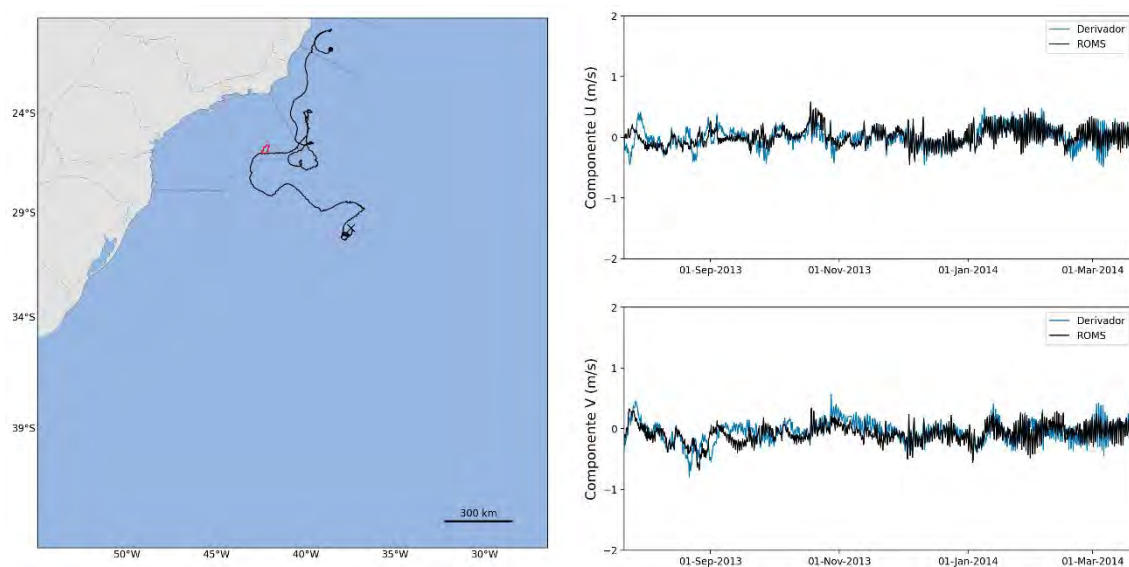 24°S
29°S
34°S
39°S
300 km
50°W
45°W
40°W
35°W
30°W
Componente U (m/s)
2
1
0
−1
−2
Derivador
ROMS
01-Sep-2013
01-Nov-2013
01-Jan-2014
01-Mar-2014
Componente V (m/s)
2
1
0
−1
−2
Derivador
ROMS
01-Sep-2013
01-Nov-2013
01-Jan-2014
01-Mar-2014